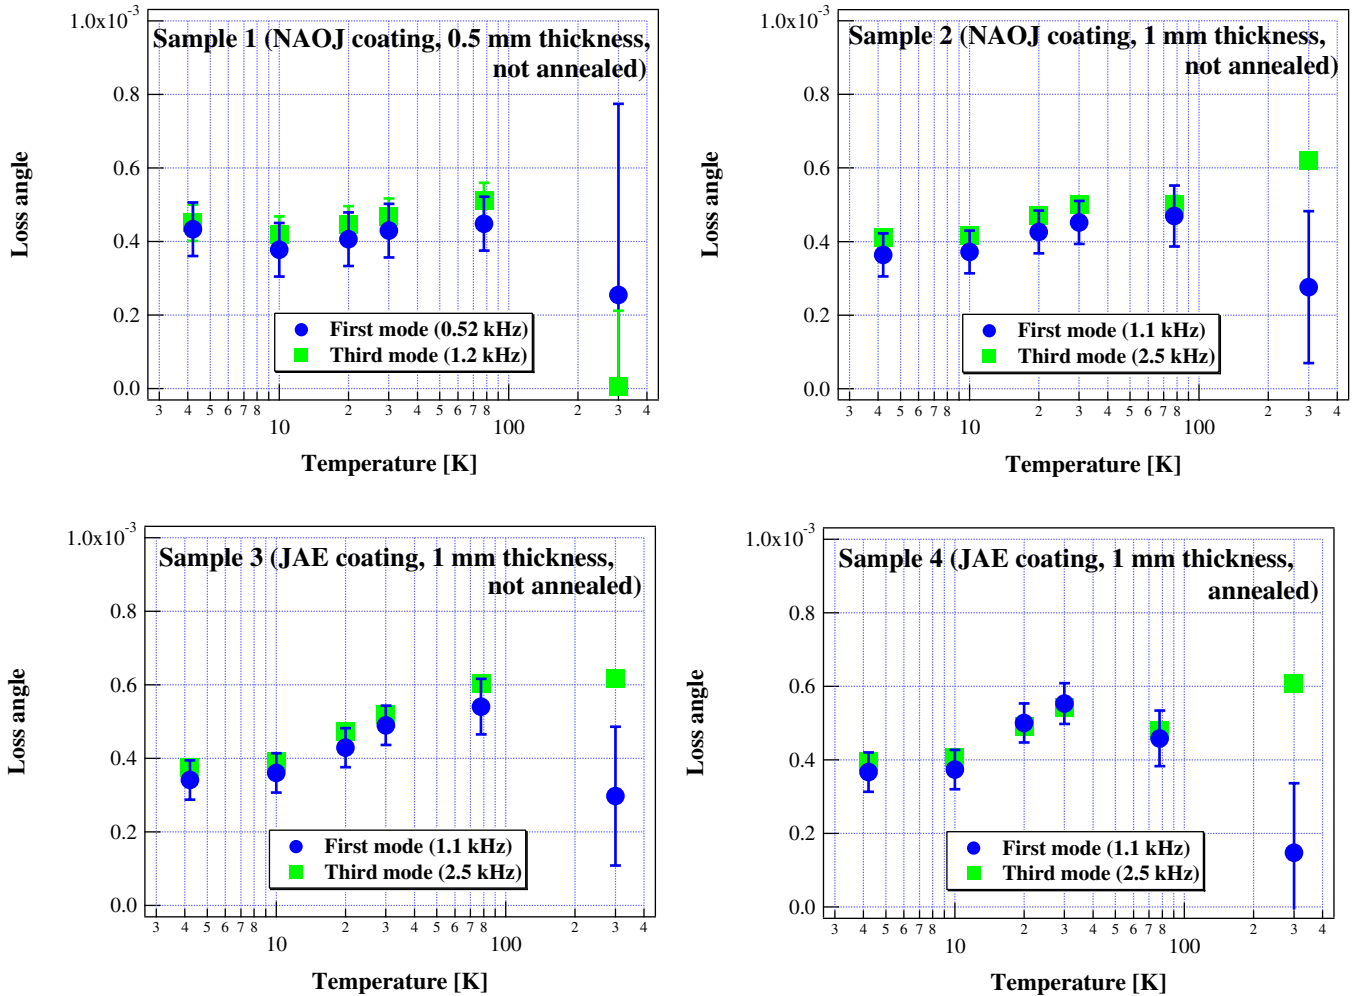 1.0x10-3
Sample 1 (NAOJ coating, 0.5 mm thickness,
not annealed)
0.8
0.6
0.4
0.2
0.0
Loss angle
First mode (0.52 kHz)
Third mode (1.2 kHz)
3 4 5 6 7 8 2 3 4 5 6 7 8 2 3 4
10 100
Temperature [K]
1.0x10-3
Sample 2 (NAOJ coating, 1 mm thickness,
not annealed)
0.8
0.6
0.4
0.2
0.0
Loss angle
First mode (1.1 kHz)
Third mode (2.5 kHz)
3 4 5 6 7 8 2 3 4 5 6 7 8 2 3 4
10 100
Temperature [K]
1.0x10-3
Sample 3 (JAE coating, 1 mm thickness,
not annealed)
0.8
0.6
0.4
0.2
0.0
Loss angle
First mode (1.1 kHz)
Third mode (2.5 kHz)
3 4 5 6 7 8 2 3 4 5 6 7 8 2 3 4
10 100
Temperature [K]
1.0x10-3
Sample 4 (JAE coating, 1 mm thickness,
annealed)
0.8
0.6
0.4
0.2
0.0
Loss angle
First mode (1.1 kHz)
Third mode (2.5 kHz)
3 4 5 6 7 8 2 3 4 5 6 7 8 2 3 4
10 100
Temperature [K]